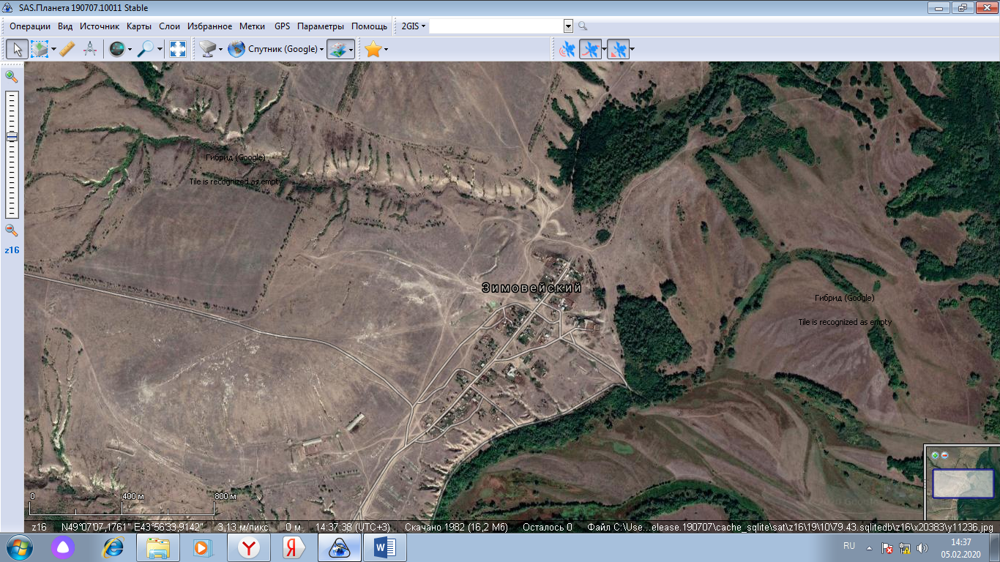 SAS.Планета 190707.10011 Stable
Операции Вид Источник Карты Слои Избранное Метки GPS Параметры Помощь 2GIS
Спутник (Google)
z16
Гибрид (Google)
Tile is recognized as empty
Зимовейский
Гибрид (Google)
Tile is recognized as empty
0 400 м 800 м
z16 N49°07'07,1761" E43°56'33,9142" 3,13 м/пикс. 0 м 14:37:38 (UTC+3) Скачано 1982 (16,2 Мб) Осталось 0 Файл C:\Use...elease.190707\cache_sqlite\sat\z16\19\10\79.43.sqlitedb\z16\x20383\y11236.jpg
RU 14:37
05.02.2020